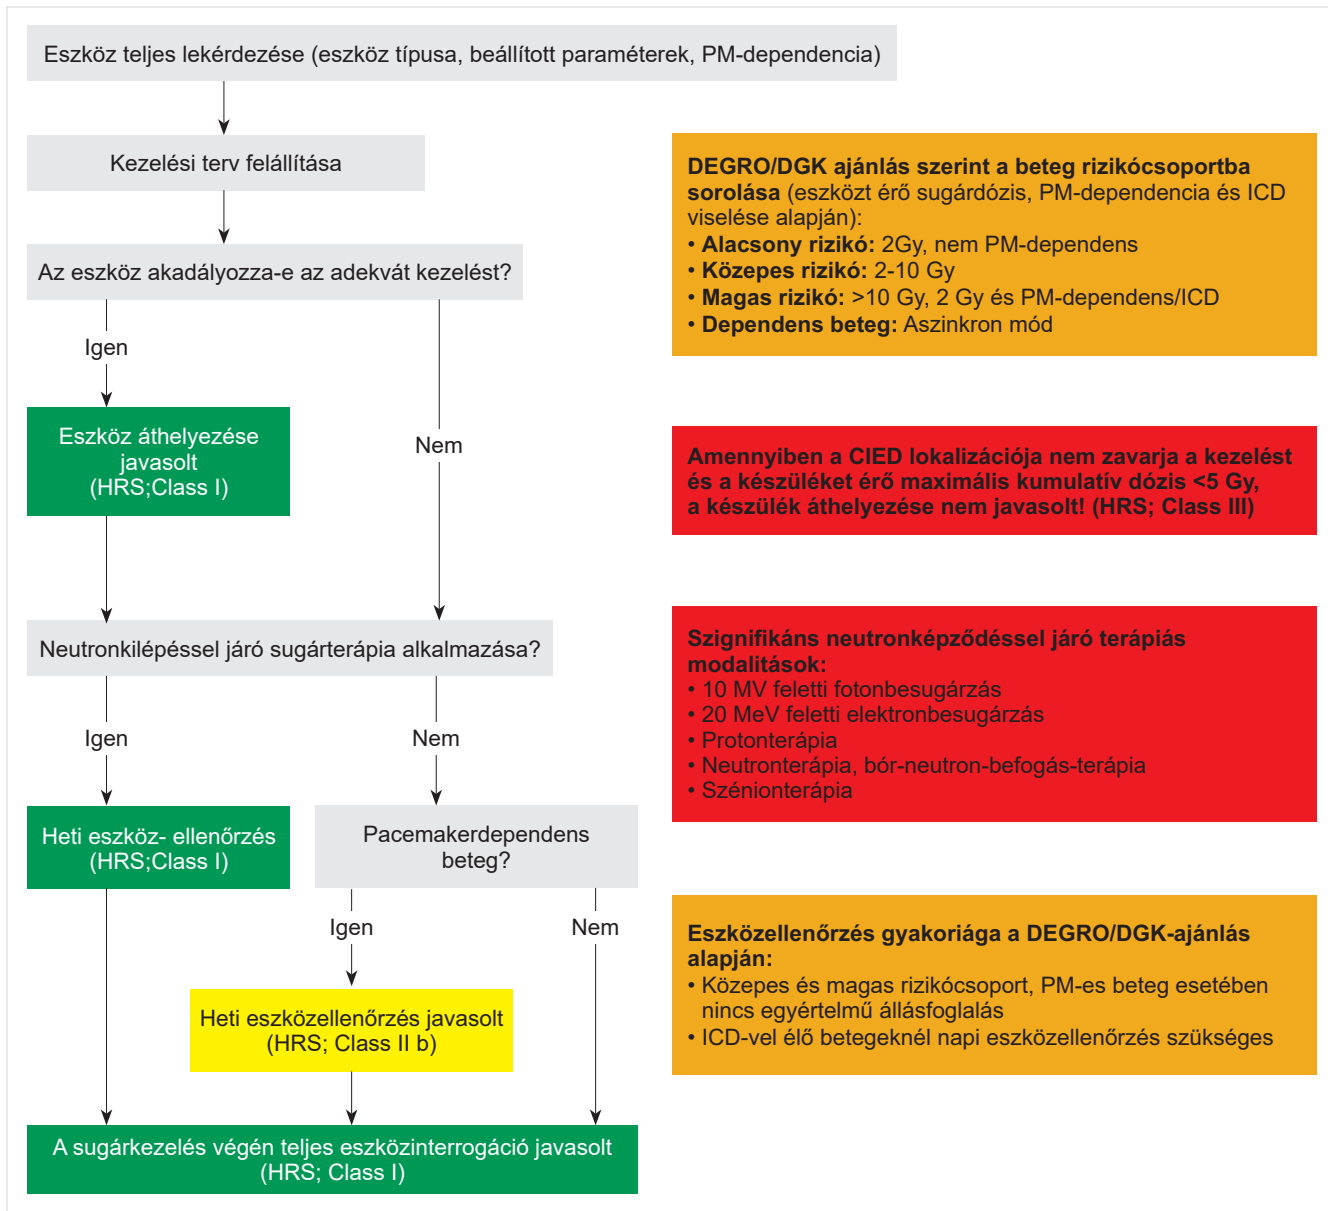 Eszköz teljes lekérdezése (eszköz típusa, beállított paraméterek, PM-dependencia)
Kezelési terv felállítása
Az eszköz akadályozza-e az adekvát kezelést?
Igen
Nem
Eszköz áthelyezése
javasolt
(HRS;Class I)
Neutronkilépéssel járó sugárterápia alkalmazása?
Igen
Nem
Heti eszköz- ellenőrzés
(HRS;Class I)
Pacemakerdependens
beteg?
Igen
Nem
Heti eszközellenőrzés javasolt
(HRS; Class II b)
A sugárkezelés végén teljes eszközinterrogáció javasolt
(HRS; Class I)
DEGRO/DGK ajánlás szerint a beteg rizikócsoportba
sorolása (eszközt érő sugárdózis, PM-dependencia és ICD
viselése alapján):
• Alacsony rizikó: 2Gy, nem PM-dependens
• Közepes rizikó: 2-10 Gy
• Magas rizikó: >10 Gy, 2 Gy és PM-dependens/ICD
• Dependens beteg: Aszinkron mód
Amennyiben a CIED lokalizációja nem zavarja a kezelést
és a készüléket érő maximális kumulatív dózis <5 Gy,
a készülék áthelyezése nem javasolt! (HRS; Class III)
Szignifikáns neutronképződéssel járó terápiás
modalitások:
• 10 MV feletti fotonbesugárzás
• 20 MeV feletti elektronbesugárzás
• Protonterápia
• Neutronterápia, bór-neutron-befogás-terápia
• Szénionterápia
Eszközellenőrzés gyakoriága a DEGRO/DGK-ajánlás
alapján:
• Közepes és magas rizikócsoport, PM-es beteg esetében
nincs egyértelmű állásfoglalás
• ICD-vel élő betegeknél napi eszközellenőrzés szükséges